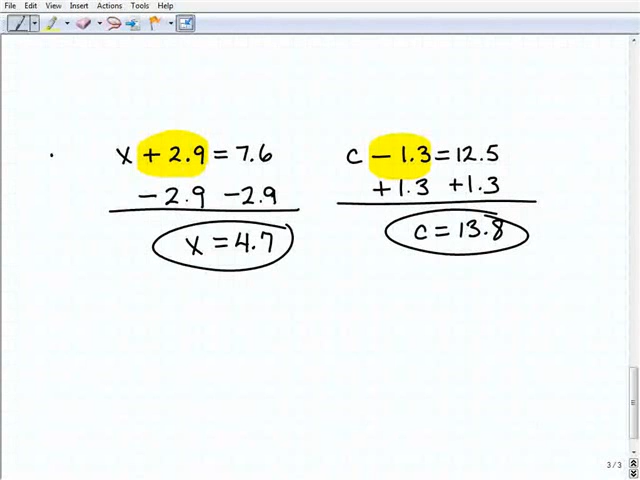 File Edit View Insert Actions Tools Help
x + 2.9 = 7.6
- 2.9 - 2.9
x = 4.7
c - 1.3 = 12.5
+ 1.3 + 1.3
c = 13.8
3/3